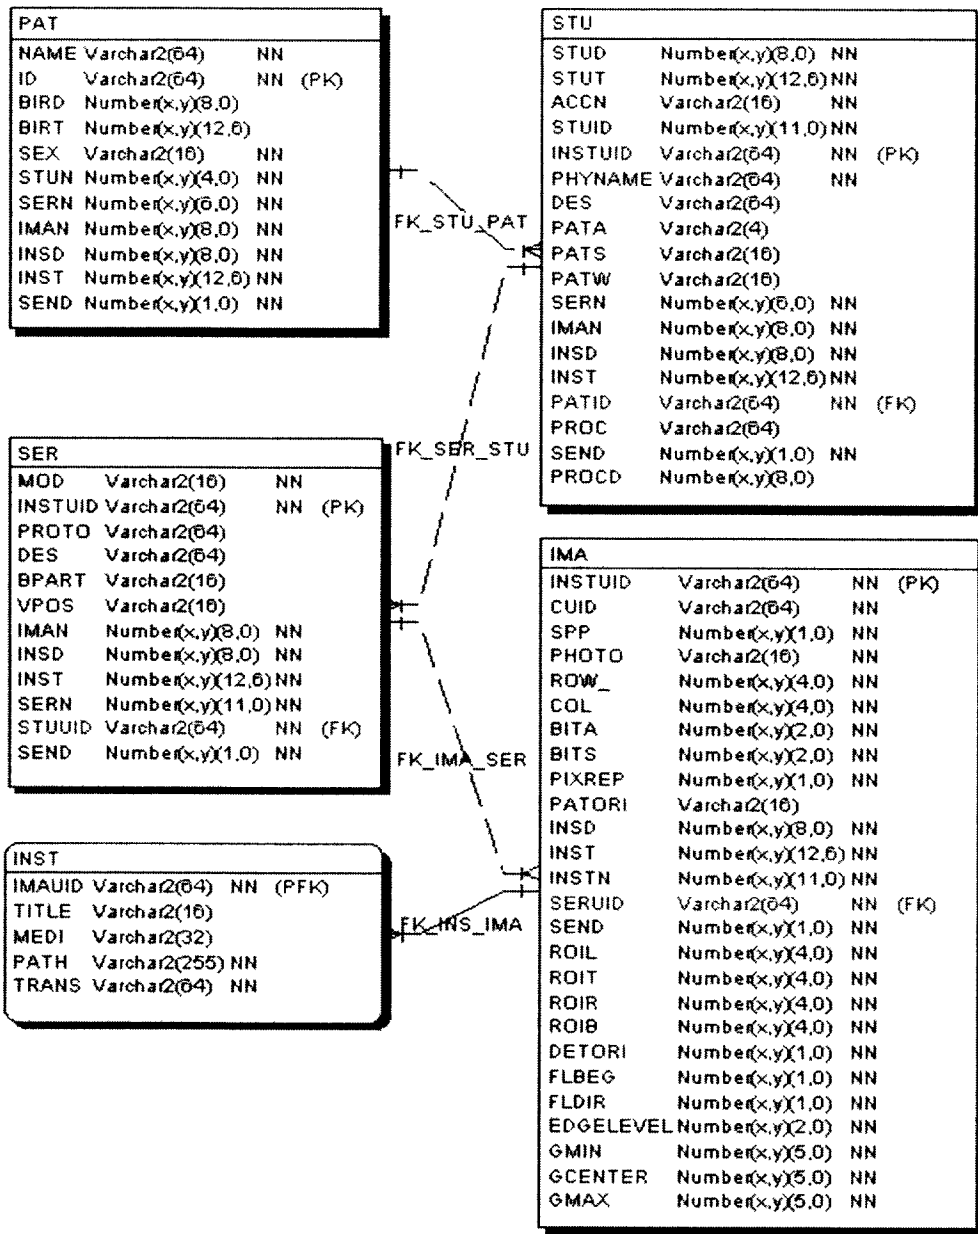 PAT
NAME Varchar2(64) NN
ID Varchar2(64) NN (PK)
BIRD Number(x,y)(8,0)
BIRT Number(x,y)(12,6)
SEX Varchar2(16) NN
STUN Number(x,y)(4,0) NN
SERN Number(x,y)(6,0) NN
IMAN Number(x,y)(8,0) NN
INSD Number(x,y)(8,0) NN
INST Number(x,y)(12,6) NN
SEND Number(x,y)(1,0) NN
STU
STUD Number(x,y)(8,0) NN
STUT Number(x,y)(12,6) NN
ACCN Varchar2(16) NN
STUID Number(x,y)(11,0) NN
INSTUID Varchar2(64) NN (PK)
PHYNAME Varchar2(64) NN
DES Varchar2(64)
PATA Varchar2(4)
PATS Varchar2(16)
PATW Varchar2(16)
SERN Number(x,y)(6,0) NN
IMAN Number(x,y)(8,0) NN
INSD Number(x,y)(8,0) NN
INST Number(x,y)(12,6) NN
PATID Varchar2(64) NN (FK)
PROC Varchar2(64)
SEND Number(x,y)(1,0) NN
PROCD Number(x,y)(8,0)
FK_STU_PAT
FK_SER_STU
SER
MOD Varchar2(16) NN
INSTUID Varchar2(64) NN (PK)
PROTO Varchar2(64)
DES Varchar2(64)
BPART Varchar2(16)
VPOS Varchar2(16)
IMAN Number(x,y)(8,0) NN
INSD Number(x,y)(8,0) NN
INST Number(x,y)(12,6) NN
SERN Number(x,y)(11,0) NN
STUUID Varchar2(64) NN (FK)
SEND Number(x,y)(1,0) NN
FK_IMA_SER
IMA
INSTUID Varchar2(64) NN (PK)
CUID Varchar2(64) NN
SPP Number(x,y)(1,0) NN
PHOTO Varchar2(16) NN
ROW_ Number(x,y)(4,0) NN
COL Number(x,y)(4,0) NN
BITA Number(x,y)(2,0) NN
BITS Number(x,y)(2,0) NN
PIXREP Number(x,y)(1,0) NN
PATORI Varchar2(16)
INSD Number(x,y)(8,0) NN
INST Number(x,y)(12,6) NN
INSTN Number(x,y)(11,0) NN
SERUID Varchar2(64) NN (FK)
SEND Number(x,y)(1,0) NN
ROIL Number(x,y)(4,0) NN
ROIT Number(x,y)(4,0) NN
ROIR Number(x,y)(4,0) NN
ROIB Number(x,y)(4,0) NN
DETORI Number(x,y)(1,0) NN
FLBEG Number(x,y)(1,0) NN
FLDIR Number(x,y)(1,0) NN
EDGELEVEL Number(x,y)(2,0) NN
GMIN Number(x,y)(5,0) NN
GCENTER Number(x,y)(5,0) NN
GMAX Number(x,y)(5,0) NN
INST
IMAUID Varchar2(64) NN (PFK)
TITLE Varchar2(16)
MEDI Varchar2(32)
PATH Varchar2(255) NN
TRANS Varchar2(64) NN
FK_INS_IMA